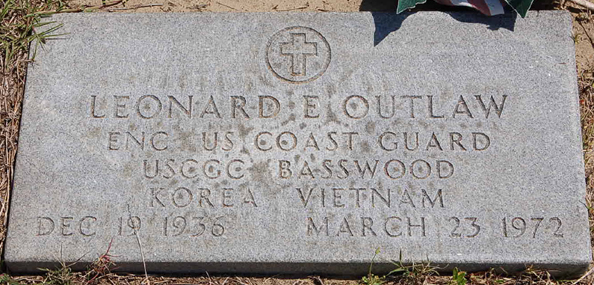 LEONARD E OUTLAW
ENC US COAST GUARD
USCGC BASSWOOD
KOREA VIETNAM
DEC 19 1936 MARCH 23 1972